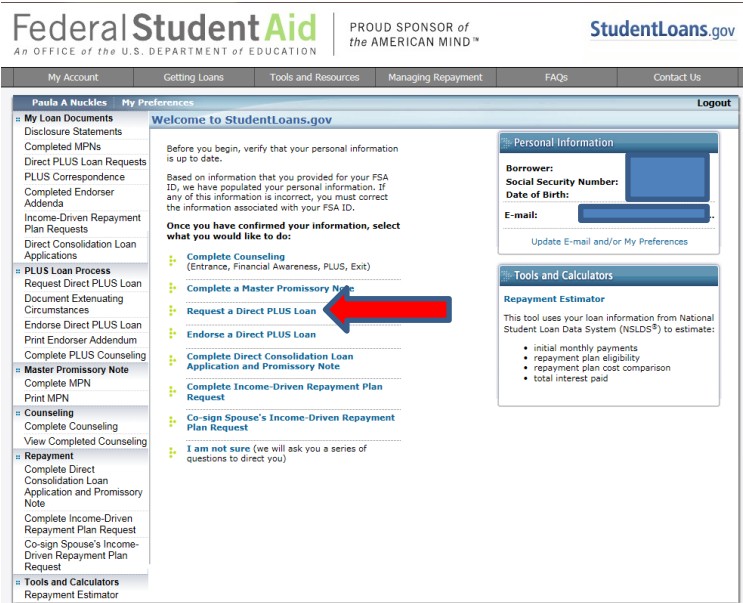 Federal Student Aid
An OFFICE of the U.S. DEPARTMENT of EDUCATION
PROUD SPONSOR of
the AMERICAN MIND™
StudentLoans.gov
My Account Getting Loans Tools and Resources Managing Repayment FAQs Contact Us
Paula A Nuckles My Preferences Logout
My Loan Documents
Disclosure Statements
Completed MPNs
Direct PLUS Loan Requests
PLUS Correspondence
Completed Endorser
Addenda
Income-Driven Repayment
Plan Requests
Direct Consolidation Loan
Applications
PLUS Loan Process
Request Direct PLUS Loan
Document Extenuating
Circumstances
Endorse Direct PLUS Loan
Print Endorser Addendum
Complete PLUS Counseling
Master Promissory Note
Complete MPN
Print MPN
Counseling
Complete Counseling
View Completed Counseling
Repayment
Complete Direct
Consolidation Loan
Application and Promissory
Note
Complete Income-Driven
Repayment Plan Request
Co-sign Spouse's Income-
Driven Repayment Plan
Request
Tools and Calculators
Repayment Estimator
Welcome to StudentLoans.gov
Before you begin, verify that your personal information
is up to date.
Based on information that you provided for your FSA
ID, we have populated your personal information. If
any of this information is incorrect, you must correct
the information associated with your FSA ID.
Once you have confirmed your information, select
what you would like to do:
Complete Counseling
(Entrance, Financial Awareness, PLUS, Exit)
Complete a Master Promissory Note
Request a Direct PLUS Loan
Endorse a Direct PLUS Loan
Complete Direct Consolidation Loan
Application and Promissory Note
Complete Income-Driven Repayment Plan
Request
Co-sign Spouse's Income-Driven Repayment
Plan Request
I am not sure (we will ask you a series of
questions to direct you)
Personal Information
Borrower:
Social Security Number:
Date of Birth:
E-mail: ..
Update E-mail and/or My Preferences
Tools and Calculators
Repayment Estimator
This tool uses your loan information from National
Student Loan Data System (NSLDS®) to estimate:
• initial monthly payments
• repayment plan eligibility
• repayment plan cost comparison
• total interest paid